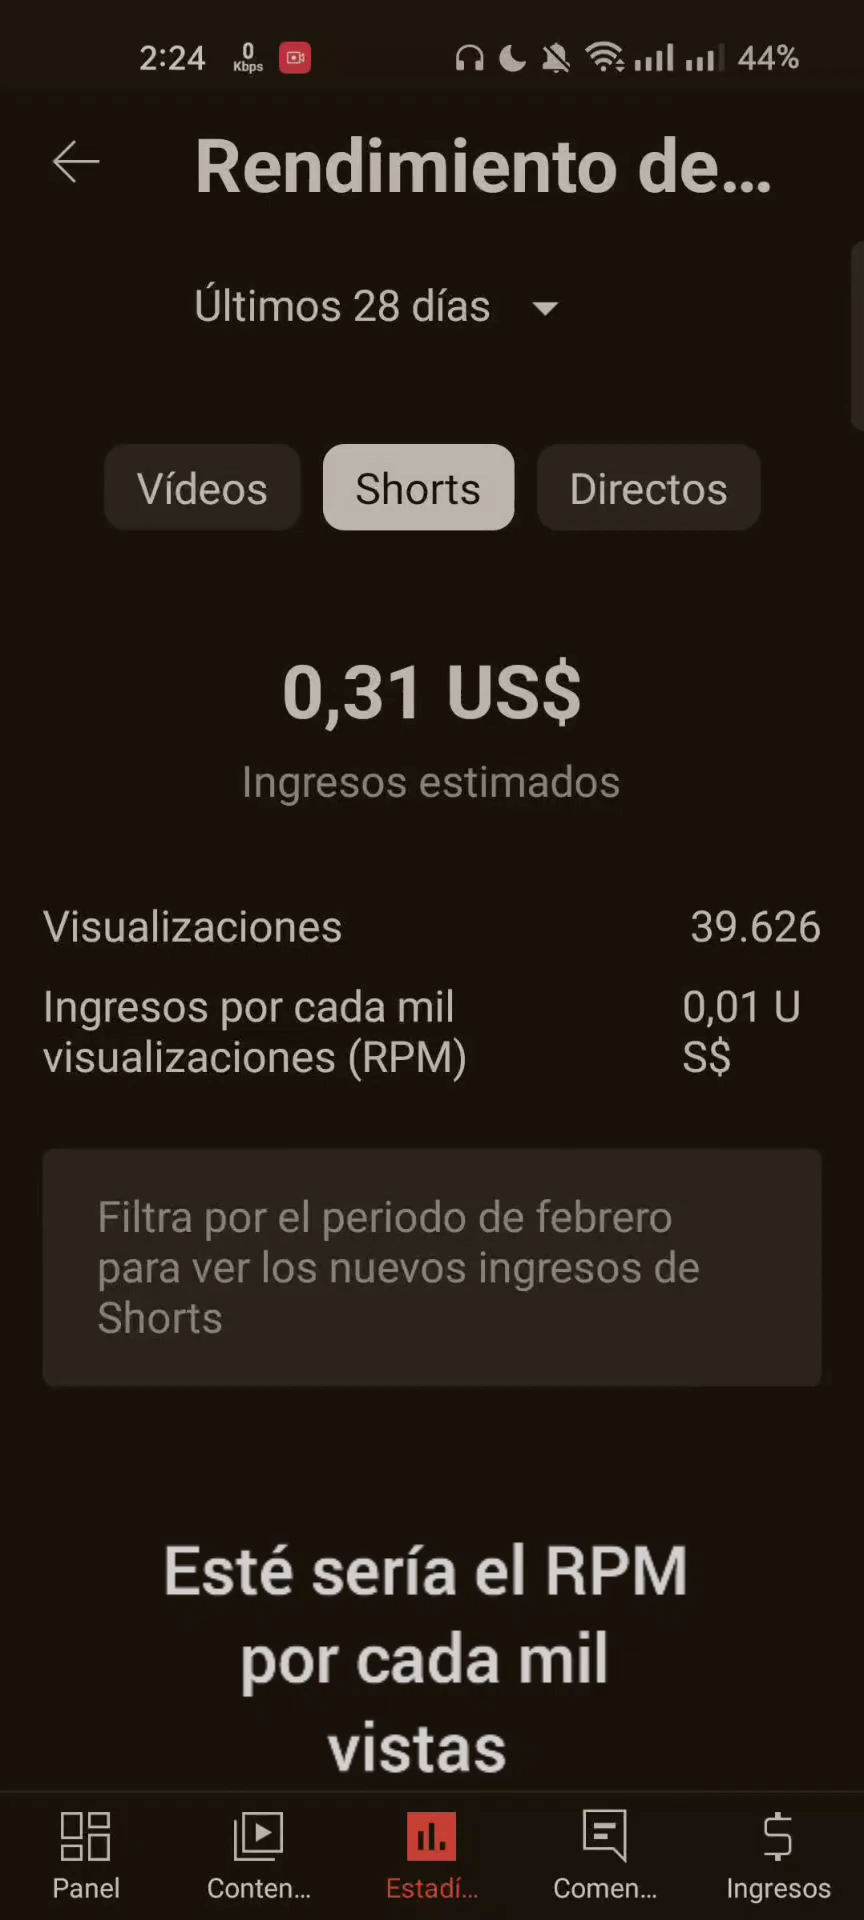 2:24 0 Kbps 44%
Rendimiento de...
Últimos 28 días
Vídeos Shorts Directos
0,31 US$
Ingresos estimados
Visualizaciones 39.626
Ingresos por cada mil 0,01 U
visualizaciones (RPM) S$
Filtra por el periodo de febrero
para ver los nuevos ingresos de
Shorts
Esté sería el RPM
por cada mil
vistas
Panel Conten... Estadí... Comen... Ingresos